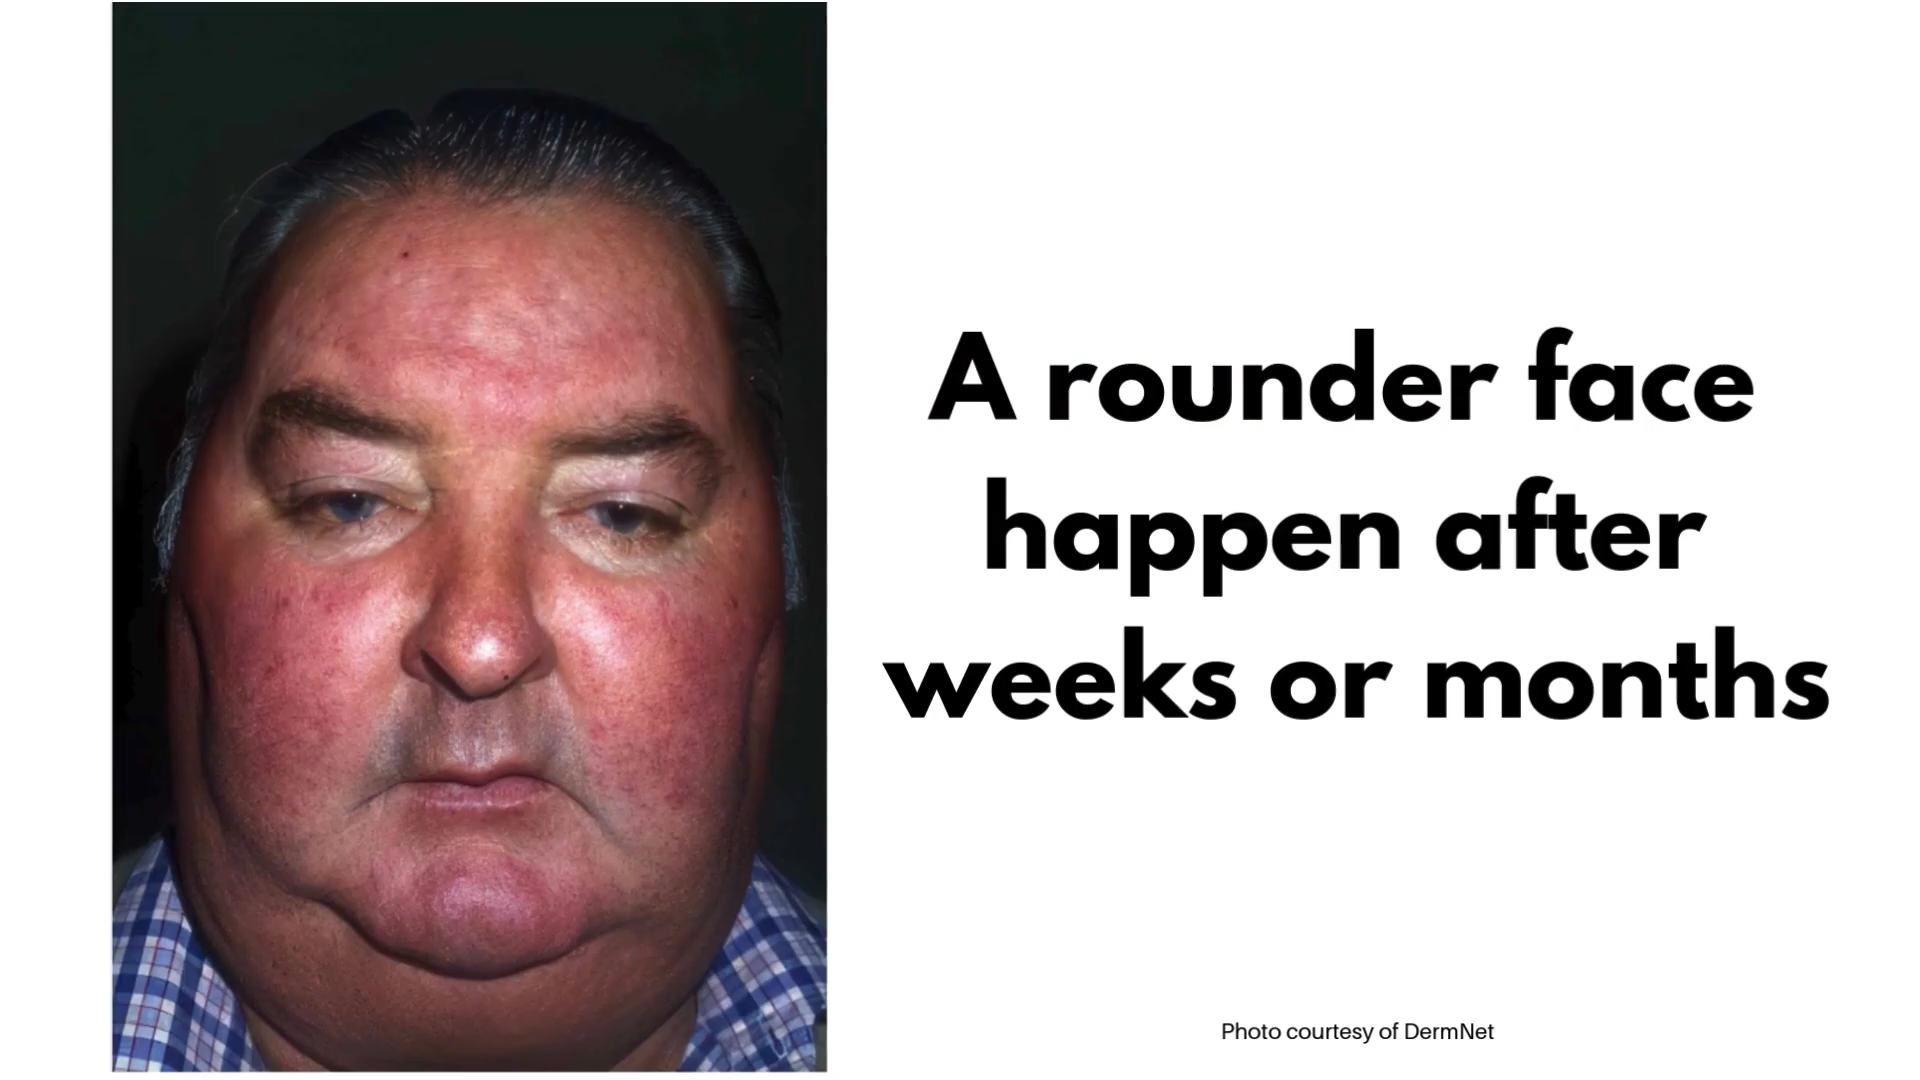 A rounder face
happen after
weeks or months
Photo courtesy of DermNet